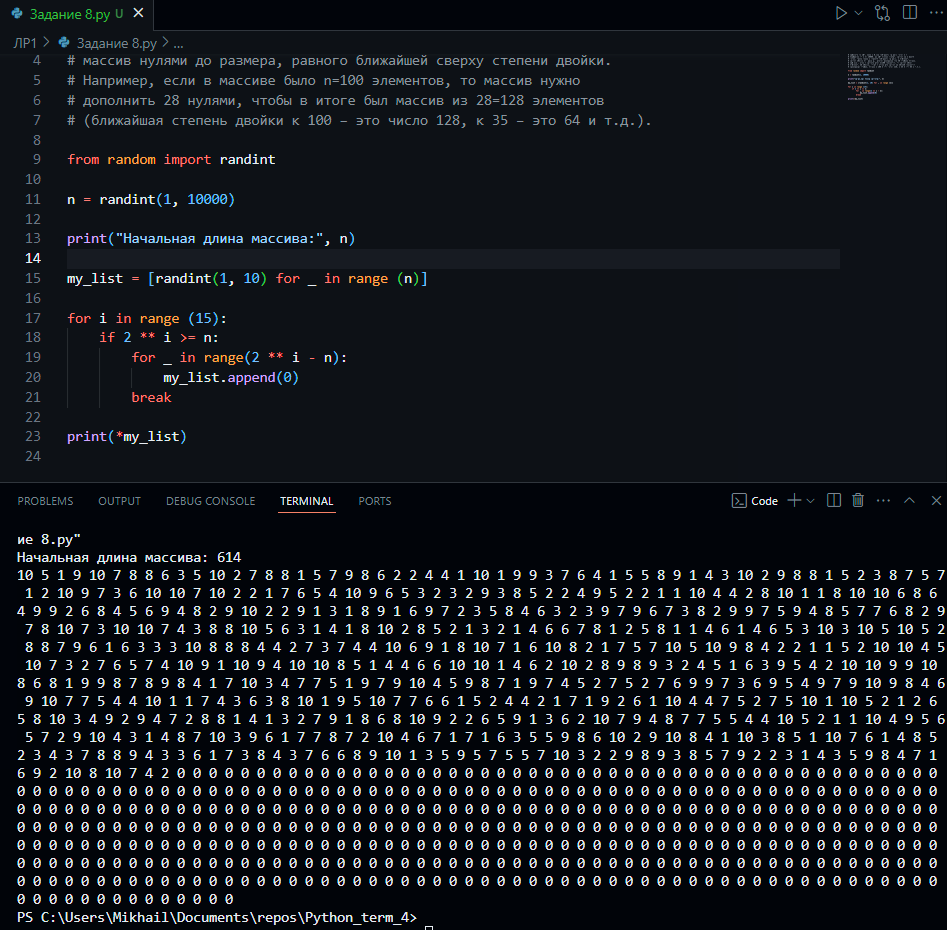 Задание 8.py U
ЛР1 > Задание 8.py > ...
4 # массив нулями до размера, равного ближайшей сверху степени двойки.
5 # Например, если в массиве было n=100 элементов, то массив нужно
6 # дополнить 28 нулями, чтобы в итоге был массив из 28=128 элементов
7 # (ближайшая степень двойки к 100 – это число 128, к 35 – это 64 и т.д.).
8
9 from random import randint
10
11 n = randint(1, 10000)
12
13 print("Начальная длина массива:", n)
14
15 my_list = [randint(1, 10) for _ in range (n)]
16
17 for i in range (15):
18 if 2 ** i >= n:
19 for _ in range(2 ** i - n):
20 my_list.append(0)
21 break
22
23 print(*my_list)
24
PROBLEMS OUTPUT DEBUG CONSOLE TERMINAL PORTS Code
ие 8.py"
Начальная длина массива: 614
10 5 1 9 10 7 8 8 6 3 5 10 2 7 8 8 1 5 7 9 8 6 2 2 4 4 1 10 1 9 9 3 7 6 4 1 5 5 8 9 1 4 3 10 2 9 8 8 1 5 2 3 8 7 5 7
1 2 10 9 7 3 6 10 10 7 10 2 2 1 7 6 5 4 10 9 6 5 3 2 3 2 9 3 8 5 2 2 4 9 5 2 2 1 1 10 4 4 2 8 10 1 1 8 10 10 6 8 6
4 9 9 2 6 8 4 5 6 9 4 8 2 9 10 2 2 9 1 3 1 8 9 1 6 9 7 2 3 5 8 4 6 3 2 3 9 7 9 6 7 3 8 2 9 9 7 5 9 4 8 5 7 7 6 8 2 9
7 8 10 7 3 10 10 7 4 3 8 8 10 5 6 3 1 4 1 8 10 2 8 5 2 1 3 2 1 4 6 6 7 8 1 2 5 8 1 1 4 6 1 4 6 5 3 10 3 10 5 10 5 2
8 8 7 9 6 1 6 3 3 3 10 8 8 8 4 4 2 7 3 7 4 4 10 6 9 1 8 10 7 1 6 10 8 2 1 7 5 7 10 5 10 9 8 4 2 2 1 1 5 2 10 10 4 5
10 7 3 2 7 6 5 7 4 10 9 1 10 9 4 10 10 8 5 1 4 4 6 6 10 10 1 4 6 2 10 2 8 9 8 9 3 2 4 5 1 6 3 9 5 4 2 10 10 9 9 10
8 6 8 1 9 9 8 7 8 9 8 4 1 7 10 3 4 7 7 5 1 9 7 9 10 4 5 9 8 7 1 9 7 4 5 2 7 5 2 7 6 9 9 7 3 6 9 5 4 9 7 9 10 9 8 4 6
9 10 7 7 5 4 4 10 1 1 7 4 3 6 3 8 10 1 9 5 10 7 7 6 6 1 5 2 4 4 2 1 7 1 9 2 6 1 10 4 4 7 5 2 7 5 10 1 10 5 2 1 2 6
5 8 10 3 4 9 2 9 4 7 2 8 8 1 4 1 3 2 7 9 1 8 6 8 10 9 2 2 6 5 9 1 3 6 2 10 7 9 4 8 7 7 5 5 4 4 10 5 2 1 1 10 4 9 5 6
5 7 2 9 10 4 3 1 4 8 7 10 3 9 6 1 7 7 8 7 2 10 4 6 7 1 7 1 6 3 5 5 9 8 6 10 2 9 10 8 4 1 10 3 8 5 1 10 7 6 1 4 8 5
2 3 4 3 7 8 8 9 4 3 3 6 1 7 3 8 4 3 7 6 6 8 9 10 1 3 5 9 5 7 5 5 7 10 3 2 2 9 8 9 3 8 5 7 9 2 2 3 1 4 3 5 9 8 4 7 1
6 9 2 10 8 10 7 4 2 0 0 0 0 0 0 0 0 0 0 0 0 0 0 0 0 0 0 0 0 0 0 0 0 0 0 0 0 0 0 0 0 0 0 0 0 0 0 0 0 0 0 0 0 0 0 0 0
0 0 0 0 0 0 0 0 0 0 0 0 0 0 0 0 0 0 0 0 0 0 0 0 0 0 0 0 0 0 0 0 0 0 0 0 0 0 0 0 0 0 0 0 0 0 0 0 0 0 0 0 0 0 0 0 0 0
0 0 0 0 0 0 0 0 0 0 0 0 0 0 0 0 0 0 0 0 0 0 0 0 0 0 0 0 0 0 0 0 0 0 0 0 0 0 0 0 0 0 0 0 0 0 0 0 0 0 0 0 0 0 0 0 0 0
0 0 0 0 0 0 0 0 0 0 0 0 0 0 0 0 0 0 0 0 0 0 0 0 0 0 0 0 0 0 0 0 0 0 0 0 0 0 0 0 0 0 0 0 0 0 0 0 0 0 0 0 0 0 0 0 0 0
0 0 0 0 0 0 0 0 0 0 0 0 0 0 0 0 0 0 0 0 0 0 0 0 0 0 0 0 0 0 0 0 0 0 0 0 0 0 0 0 0 0 0 0 0 0 0 0 0 0 0 0 0 0 0 0 0 0
0 0 0 0 0 0 0 0 0 0 0 0 0 0 0 0 0 0 0 0 0 0 0 0 0 0 0 0 0 0 0 0 0 0 0 0 0 0 0 0 0 0 0 0 0 0 0 0 0 0 0 0 0 0 0 0 0 0
0 0 0 0 0 0 0 0 0 0 0 0 0 0 0 0 0 0 0 0 0 0 0 0 0 0 0 0 0 0 0 0 0 0 0 0 0 0 0 0 0 0 0 0 0 0 0 0 0 0 0 0 0 0 0 0 0 0
0 0 0 0 0 0 0 0 0 0 0 0 0 0
PS C:\Users\Mikhail\Documents\repos\Python_term_4>